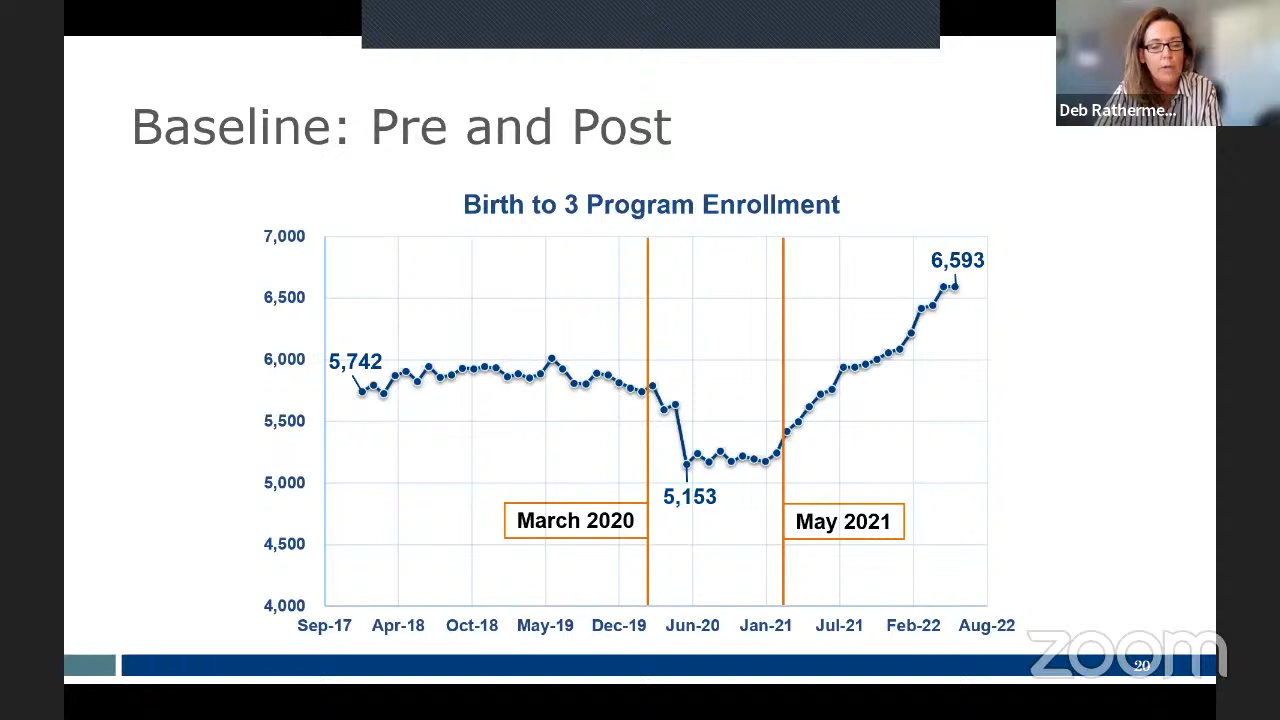 Deb Ratherme...
Baseline: Pre and Post
Birth to 3 Program Enrollment
7,000
6,500
6,000
5,500
5,000
4,500
4,000
5,742
6,593
5,153
March 2020
May 2021
Sep-17 Apr-18 Oct-18 May-19 Dec-19 Jun-20 Jan-21 Jul-21 Feb-22 Aug-22
20
zoom